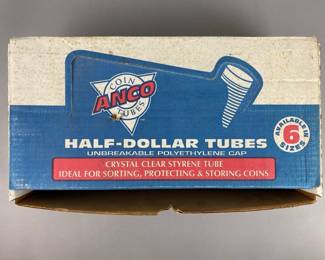 COIN
ANCO
TUBES
HALF-DOLLAR TUBES
UNBREAKABLE POLYETHYLENE CAP
CRYSTAL CLEAR STYRENE TUBE
IDEAL FOR SORTING, PROTECTING & STORING COINS
AVAILABLE IN
6
SIZES